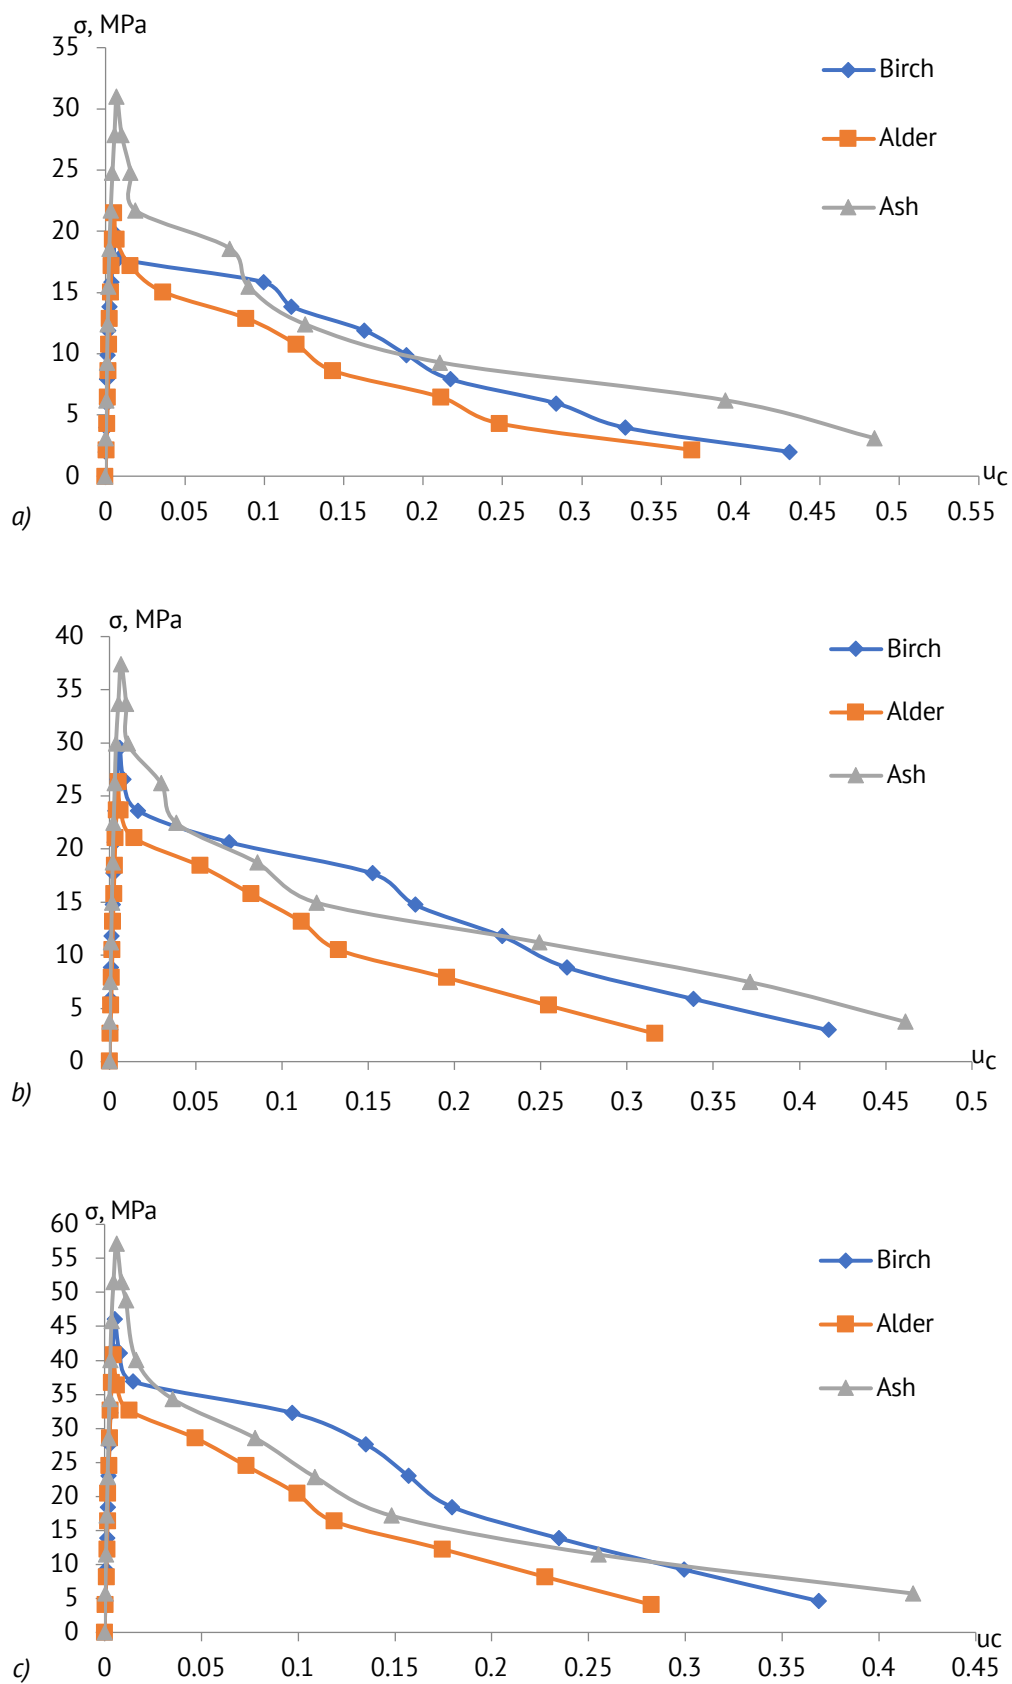 σ, MPa
35
30
25
20
15
10
5
0
Birch
Alder
Ash
uc
0 0.05 0.1 0.15 0.2 0.25 0.3 0.35 0.4 0.45 0.5 0.55
a)
σ, MPa
40
35
30
25
20
15
10
5
0
Birch
Alder
Ash
uc
0 0.05 0.1 0.15 0.2 0.25 0.3 0.35 0.4 0.45 0.5
b)
σ, MPa
60
55
50
45
40
35
30
25
20
15
10
5
0
Birch
Alder
Ash
uc
0 0.05 0.1 0.15 0.2 0.25 0.3 0.35 0.4 0.45
c)